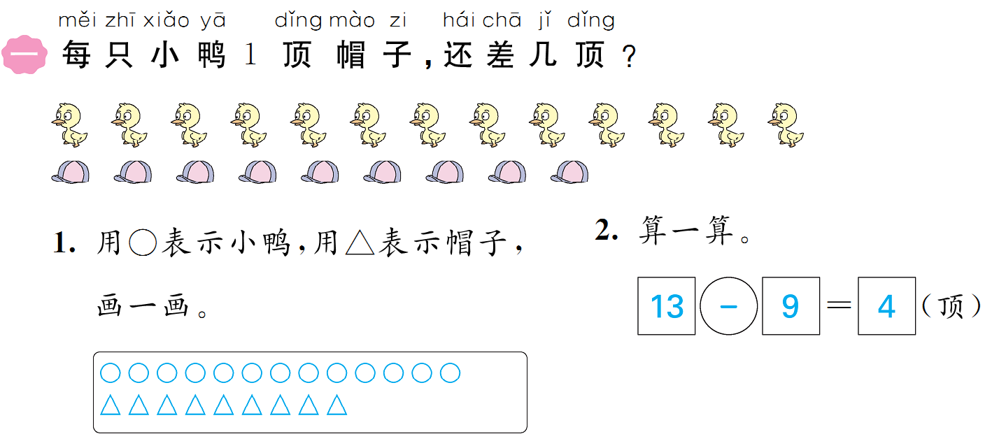 měi zhī xiǎo yā dǐng mào zi hái chā jǐ dǐng
一 每只小鸭1顶帽子,还差几顶?
1. 用○表示小鸭,用△表示帽子,
画一画。
2. 算一算。
13 - 9 = 4 (顶)